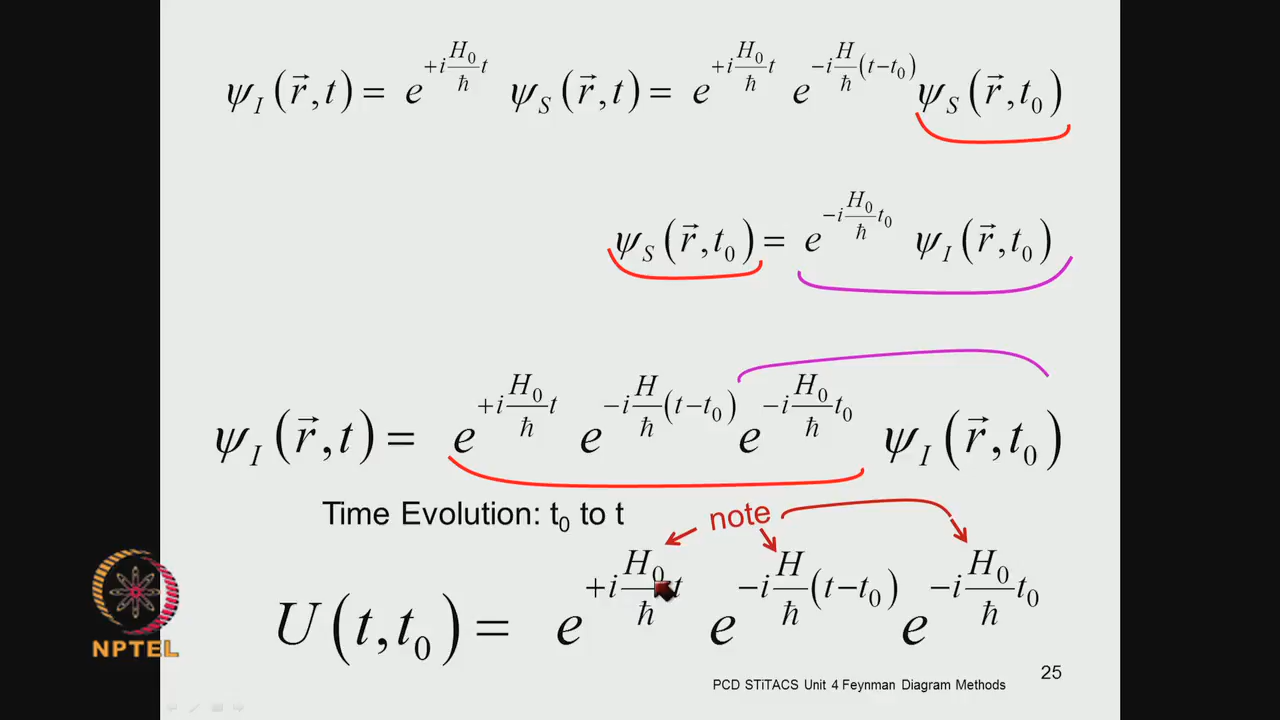 ψ_I(r⃗,t) = e^{+i(H_0/ħ)t} ψ_S(r⃗,t) = e^{+i(H_0/ħ)t} e^{-i(H/ħ)(t-t_0)} ψ_S(r⃗,t_0)
ψ_S(r⃗,t_0) = e^{-i(H_0/ħ)t_0} ψ_I(r⃗,t_0)
ψ_I(r⃗,t) = e^{+i(H_0/ħ)t} e^{-i(H/ħ)(t-t_0)} e^{-i(H_0/ħ)t_0} ψ_I(r⃗,t_0)
Time Evolution: t_0 to t
note
U(t,t_0) = e^{+i(H_0/ħ)t} e^{-i(H/ħ)(t-t_0)} e^{-i(H_0/ħ)t_0}
NPTEL
25
PCD STiTACS Unit 4 Feynman Diagram Methods